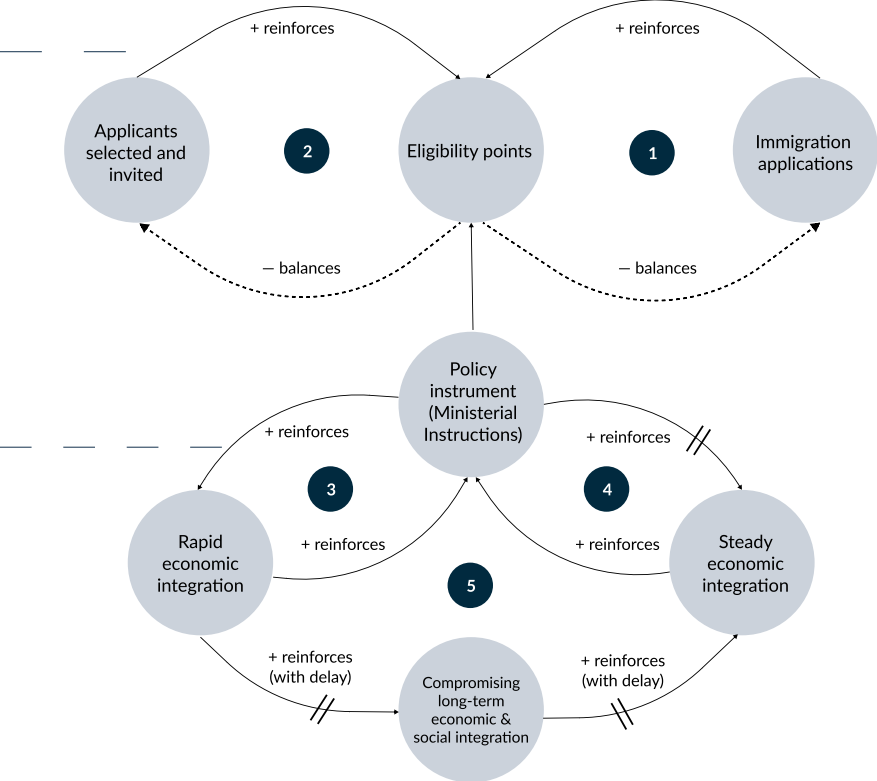 + reinforces
+ reinforces
Applicants
selected and
invited
2
Eligibility points
1
Immigration
applications
– balances
– balances
Policy
instrument
(Ministerial
Instructions)
+ reinforces
+ reinforces
3
4
+ reinforces
+ reinforces
Rapid
economic
integration
Steady
economic
integration
5
+ reinforces
(with delay)
+ reinforces
(with delay)
Compromising
long-term
economic &
social integration